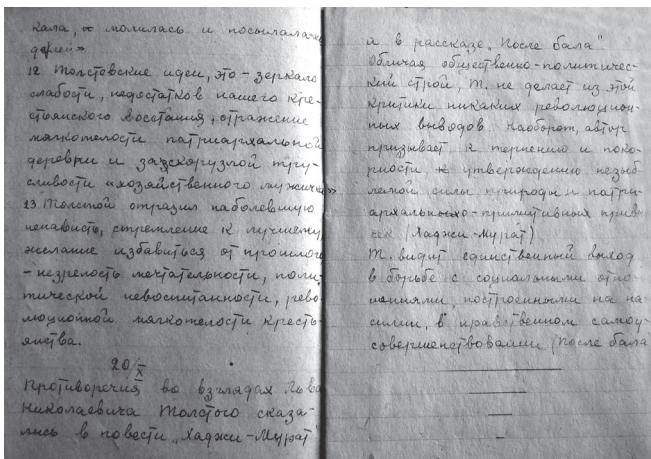 кала, молилась и посылала
12 Толстовские идеи, это - зеркало
слабости, недостатков нашего кре-
стьянского восстания, отражение
мягкотелости патриархальной
деревни и заскорузлой тру-
сливости «хозяйственного мужичка»
13. Толстой отразил наболевшую
ненависть, стремление к лучшему,
желание избавиться от прошлого
- незрелость мечтательности, поли-
тической невоспитанности, рево-
люционной мягкотелости кресть-
янства.
20/X
Противоречия во взглядах Льва
Николаевича Толстого сказа-
лись в повести „Хаджи-Мурат"
и в рассказе „После бала"
Обличая общественно-политичес-
кий строй, Т. не делает из этой
критики никаких революцион-
ных выводов. Наоборот, автор
призывает к терпению и поко-
рности, к утверждению незыб-
лемой силы природы и патри-
архально-примитивных привы-
чек (Хаджи-Мурат)
Т. видит единственный выход
в борьбе с социальными отно-
шениями, построенными на на-
силии, в нравственном самоу-
совершенствовании (После бала